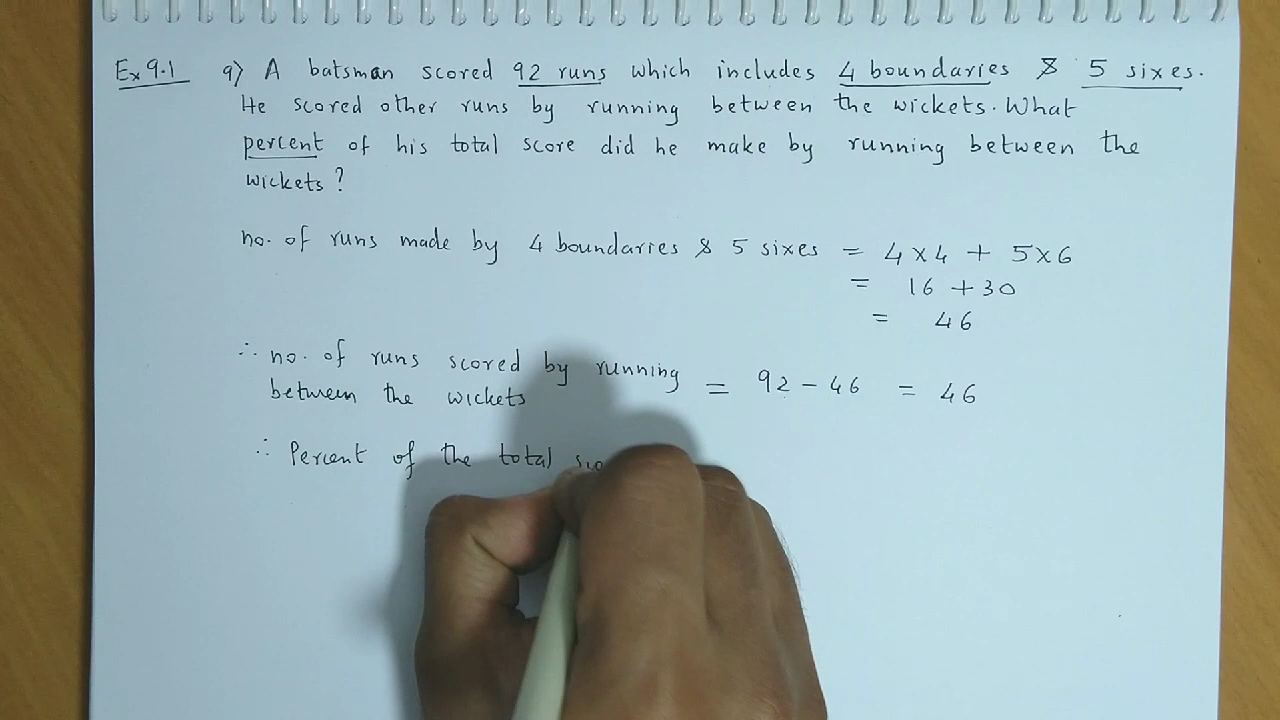 Ex 9.1 9) A batsman scored 92 runs which includes 4 boundaries & 5 sixes.
He scored other runs by running between the wickets. What
percent of his total score did he make by running between the
wickets?
no. of runs made by 4 boundaries & 5 sixes = 4 × 4 + 5 × 6
= 16 + 30
= 46
∴ no. of runs scored by running
between the wickets = 92 - 46 = 46
∴ Percent of the total